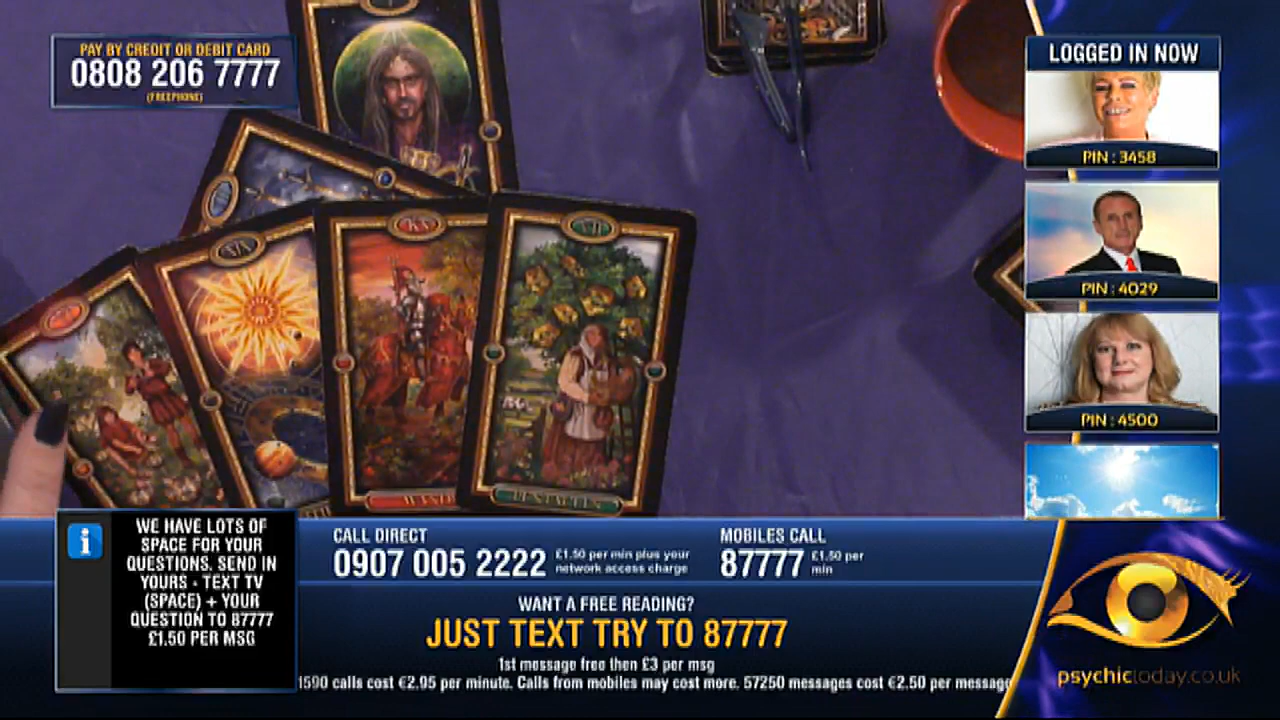 PAY BY CREDIT OR DEBIT CARD
0808 206 7777
(FREEPHONE)
LOGGED IN NOW
PIN : 3458
PIN : 4029
PIN : 4500
XIX
VII
PENTACLES
WE HAVE LOTS OF
SPACE FOR YOUR
QUESTIONS. SEND IN
YOURS - TEXT TV
(SPACE) + YOUR
QUESTION TO 87777
£1.50 PER MSG
CALL DIRECT
0907 005 2222
£1.50 per min plus your
network access charge
MOBILES CALL
87777
£1.50 per
min
WANT A FREE READING?
JUST TEXT TRY TO 87777
1st message free then £3 per msg
1590 calls cost €2.95 per minute. Calls from mobiles may cost more. 57250 messages cost €2.50 per message
psychictoday.co.uk